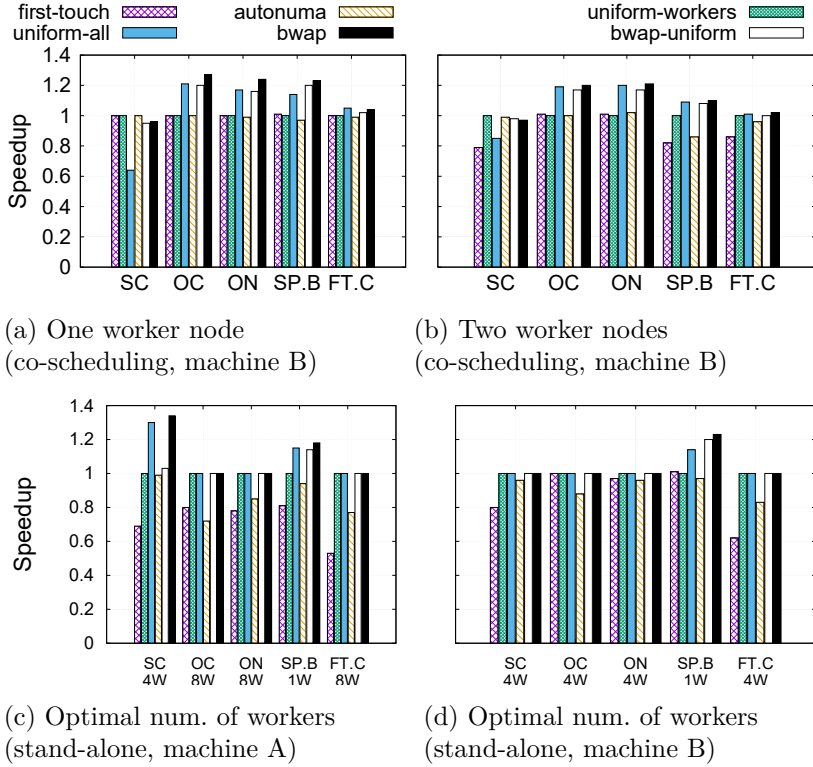 first-touch autonuma uniform-workers
uniform-all bwap bwap-uniform
1.4
1.2
1
0.8
0.6
0.4
0.2
0
Speedup
SC OC ON SP.B FT.C
SC OC ON SP.B FT.C
(a) One worker node
(co-scheduling, machine B)
(b) Two worker nodes
(co-scheduling, machine B)
1.4
1.2
1
0.8
0.6
0.4
0.2
0
Speedup
SC OC ON SP.B FT.C
4W 8W 8W 1W 8W
SC OC ON SP.B FT.C
4W 4W 4W 1W 4W
(c) Optimal num. of workers
(stand-alone, machine A)
(d) Optimal num. of workers
(stand-alone, machine B)